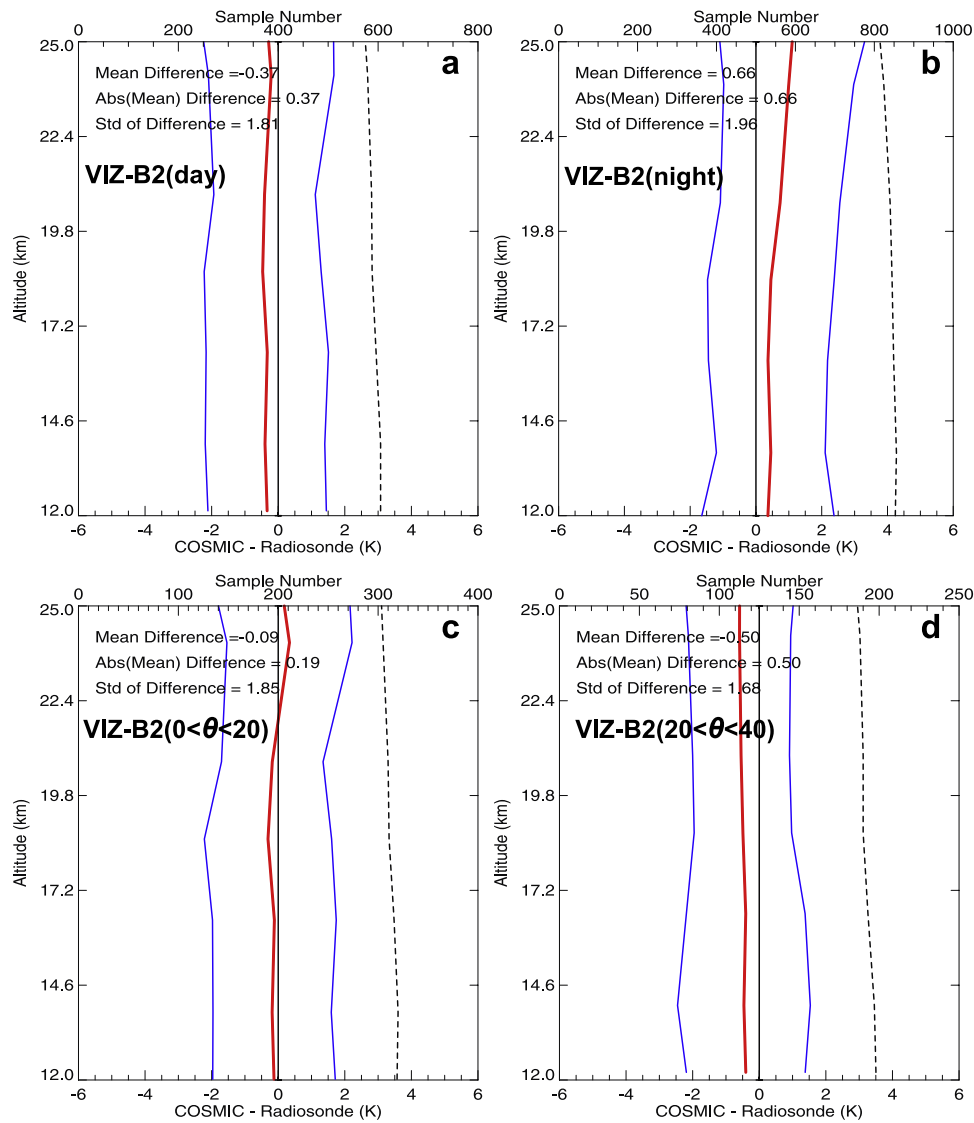 Sample Number
0 200 400 600 800
a
Mean Difference =-0.37
Abs(Mean) Difference = 0.37
Std of Difference = 1.81
VIZ-B2(day)
Altitude (km)
25.0
22.4
19.8
17.2
14.6
12.0
-6 -4 -2 0 2 4 6
COSMIC - Radiosonde (K)
Sample Number
0 200 400 600 800 1000
b
Mean Difference = 0.66
Abs(Mean) Difference = 0.66
Std of Difference = 1.96
VIZ-B2(night)
Altitude (km)
25.0
22.4
19.8
17.2
14.6
12.0
-6 -4 -2 0 2 4 6
COSMIC - Radiosonde (K)
Sample Number
0 100 200 300 400
c
Mean Difference =-0.09
Abs(Mean) Difference = 0.19
Std of Difference = 1.85
VIZ-B2(0<θ<20)
Altitude (km)
25.0
22.4
19.8
17.2
14.6
12.0
-6 -4 -2 0 2 4 6
COSMIC - Radiosonde (K)
Sample Number
0 50 100 150 200 250
d
Mean Difference =-0.50
Abs(Mean) Difference = 0.50
Std of Difference = 1.68
VIZ-B2(20<θ<40)
Altitude (km)
25.0
22.4
19.8
17.2
14.6
12.0
-6 -4 -2 0 2 4 6
COSMIC - Radiosonde (K)